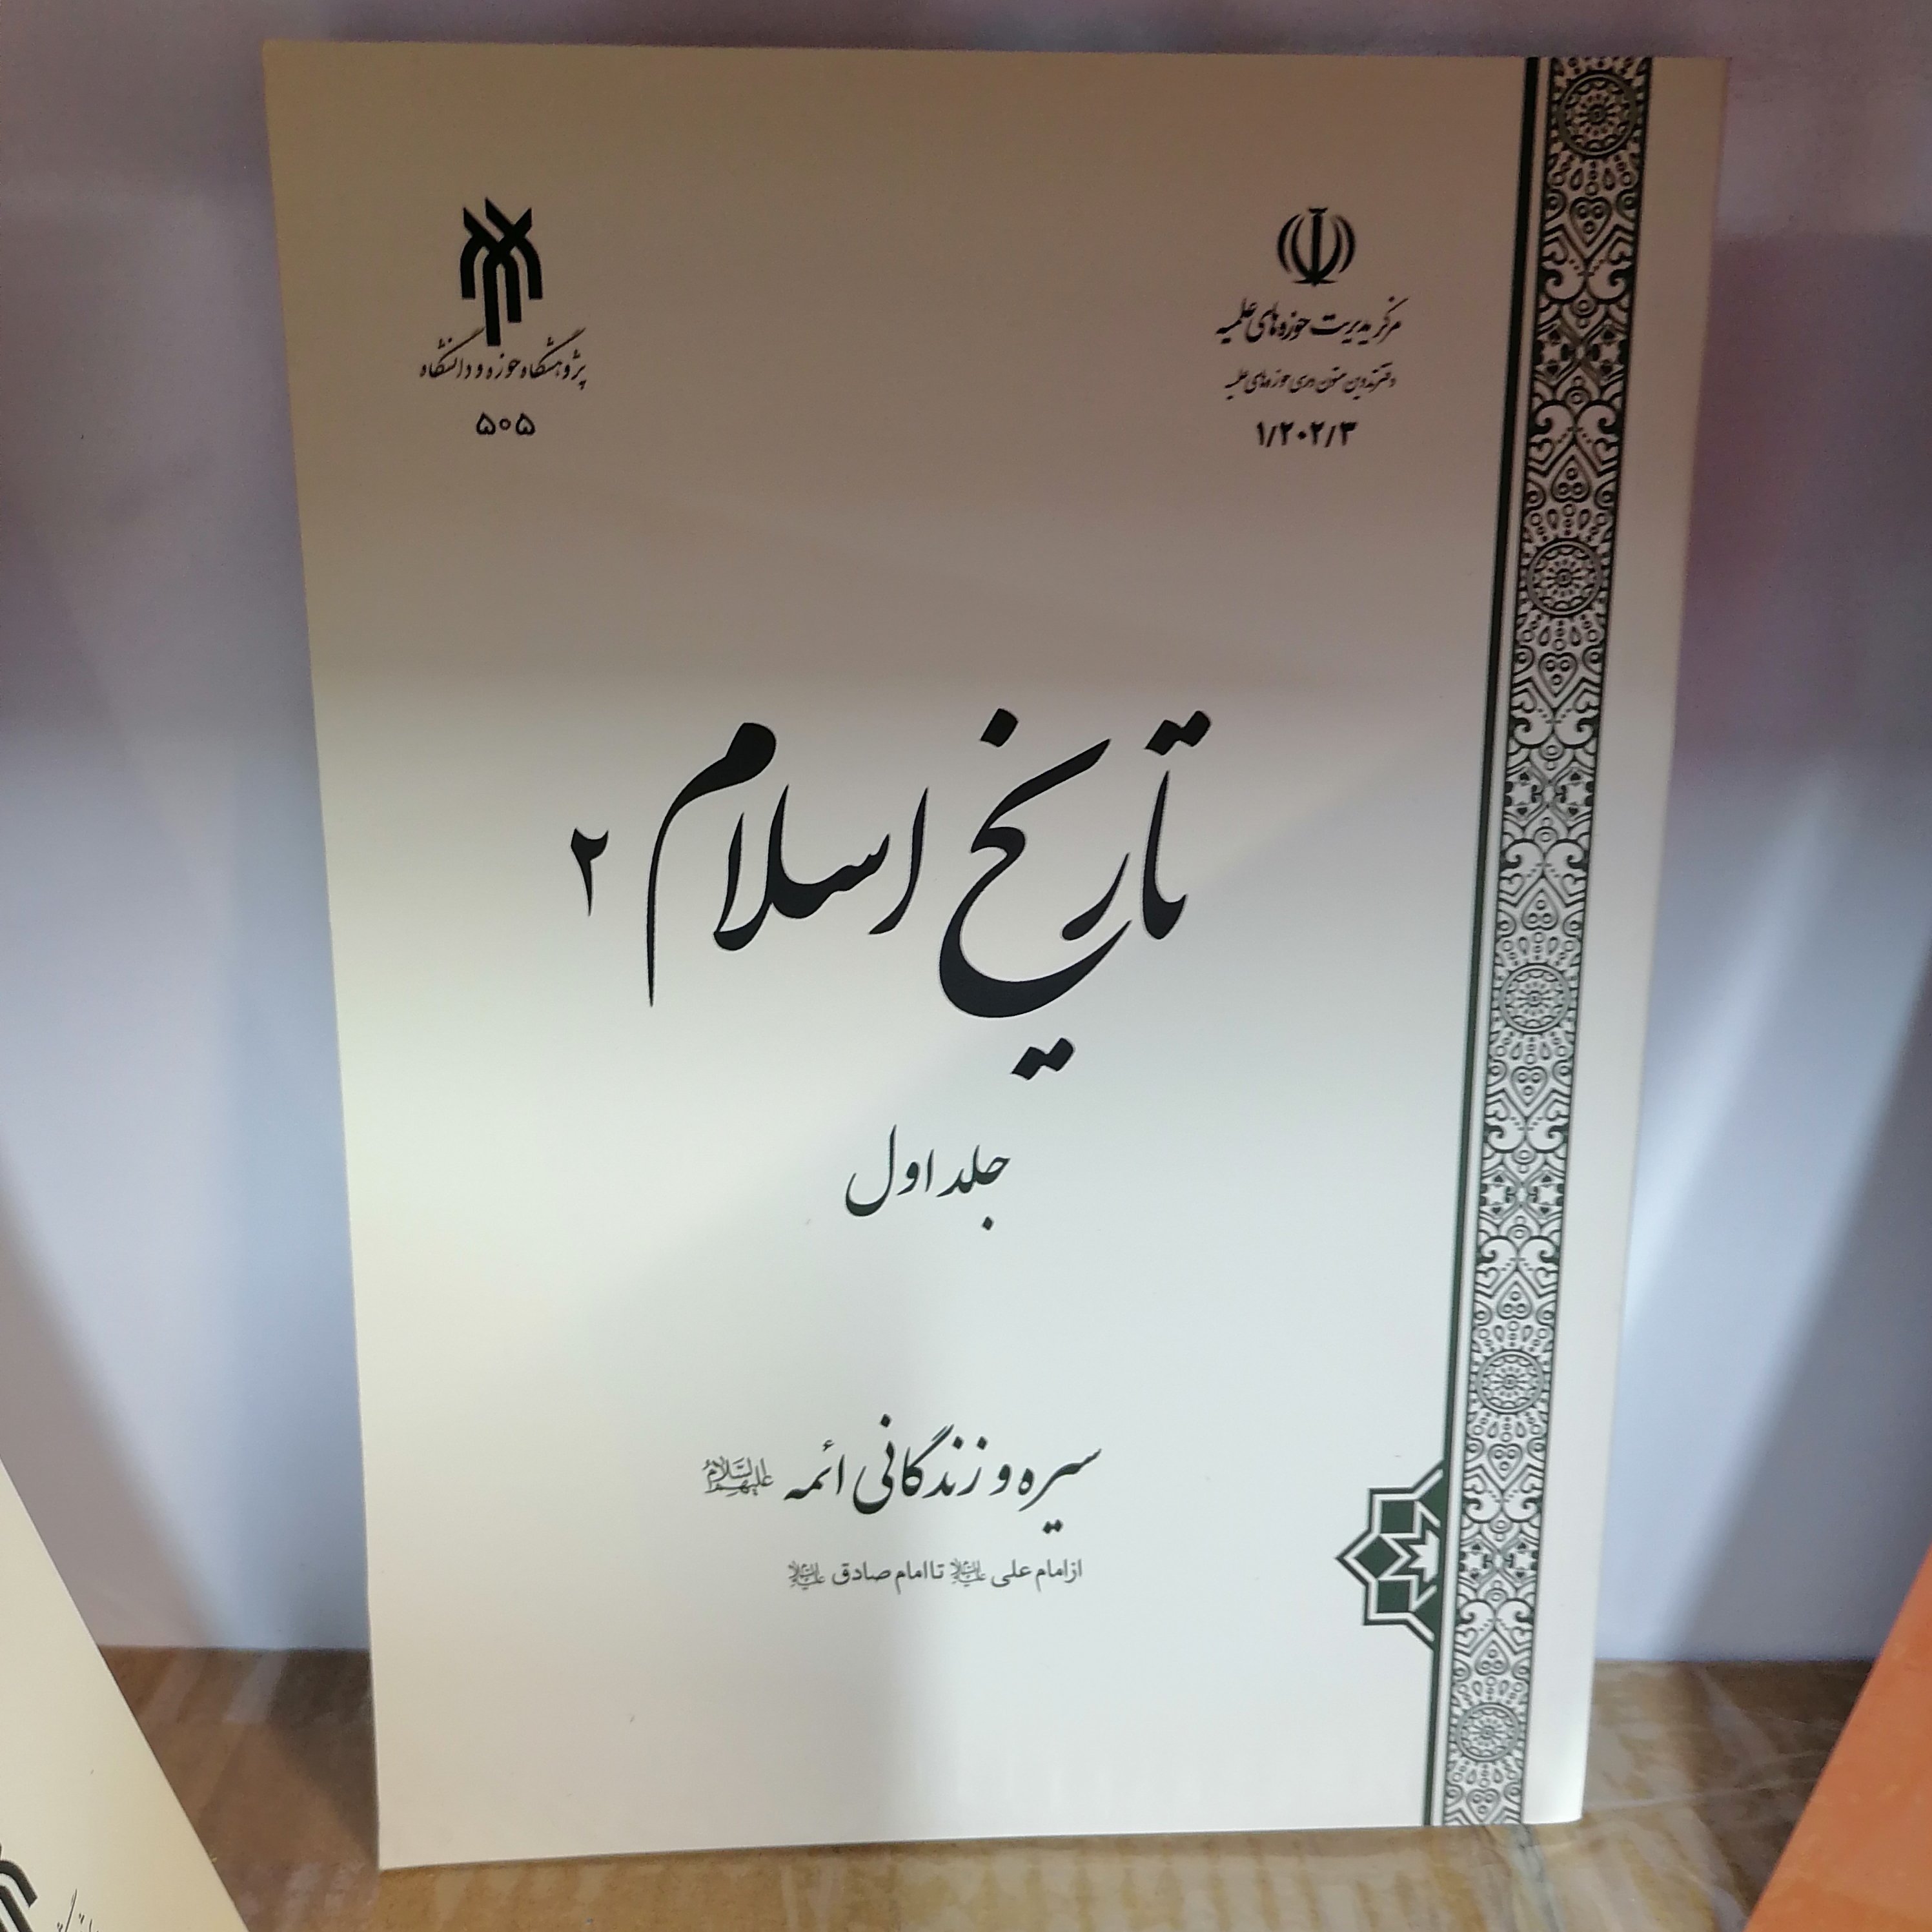 مرکز مدیریت حوزه‌های علمیه
دفتر تدوین متون درسی حوزه‌های علمیه
۱/۲۰۲/۳
پژوهشگاه حوزه و دانشگاه
۵۰۵
تاریخ اسلام ۲
جلد اول
سیره و زندگانی ائمه علیهم السلام
از امام علی علیه السلام تا امام صادق علیه السلام